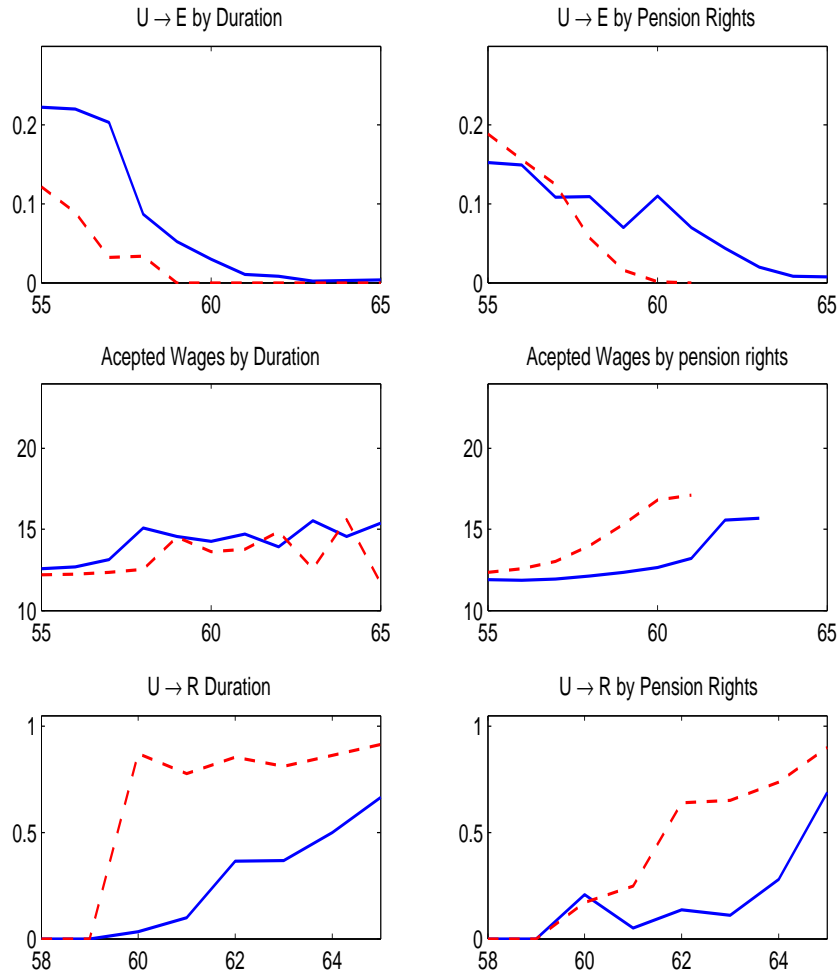 U → E by Duration
0.2
0.1
0
55 60 65
U → E by Pension Rights
0.2
0.1
0
55 60 65
Acepted Wages by Duration
20
15
10
55 60 65
Acepted Wages by pension rights
20
15
10
55 60 65
U → R Duration
1
0.5
0
58 60 62 64
U → R by Pension Rights
1
0.5
0
58 60 62 64